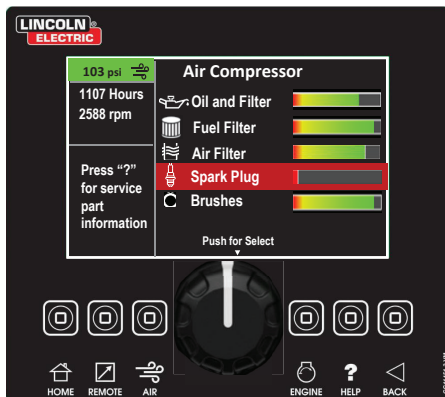 LINCOLN®
ELECTRIC
103 psi
Air Compressor
1107 Hours
2588 rpm
Oil and Filter
Fuel Filter
Air Filter
Spark Plug
Brushes
Press “?”
for service
part
information
Push for Select
HOME
REMOTE
AIR
ENGINE
?
HELP
BACK